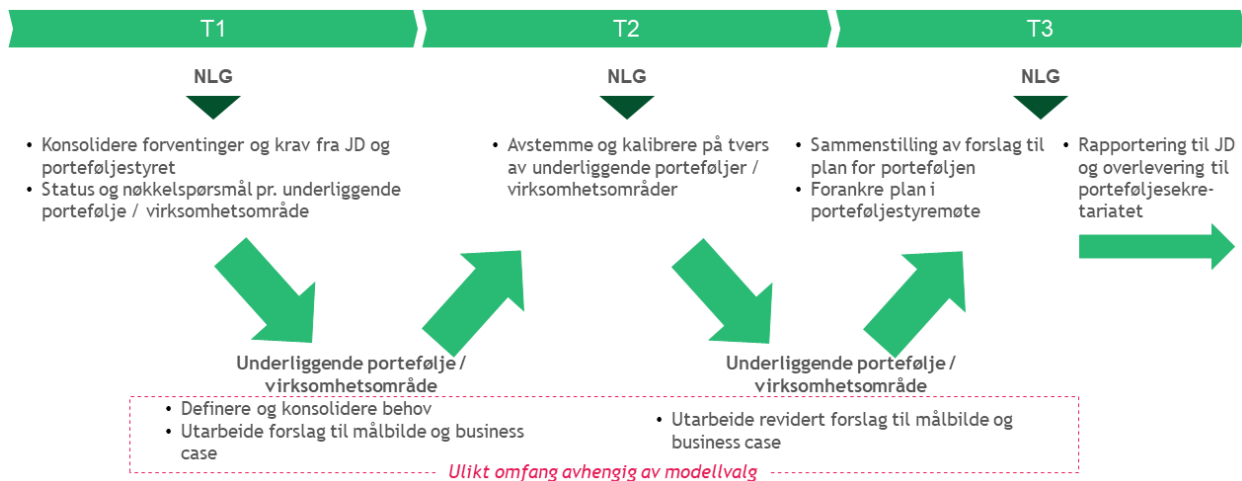 T1
T2
T3
NLG
• Konsolidere forventinger og krav fra JD og
porteføljestyret
• Status og nøkkelspørsmål pr. underliggende
portefølje / virksomhetsområde
NLG
• Avstemme og kalibrere på tvers
av underliggende porteføljer /
virksomhetsområder
NLG
• Sammenstilling av forslag til
plan for porteføljen
• Forankre plan i
porteføljestyremøte
• Rapportering til JD
og overlevering til
porteføljesekre-
tariatet
Underliggende portefølje /
virksomhetsområde
• Definere og konsolidere behov
• Utarbeide forslag til målbilde og business
case
Underliggende portefølje /
virksomhetsområde
• Utarbeide revidert forslag til målbilde og
business case
Ulikt omfang avhengig av modellvalg